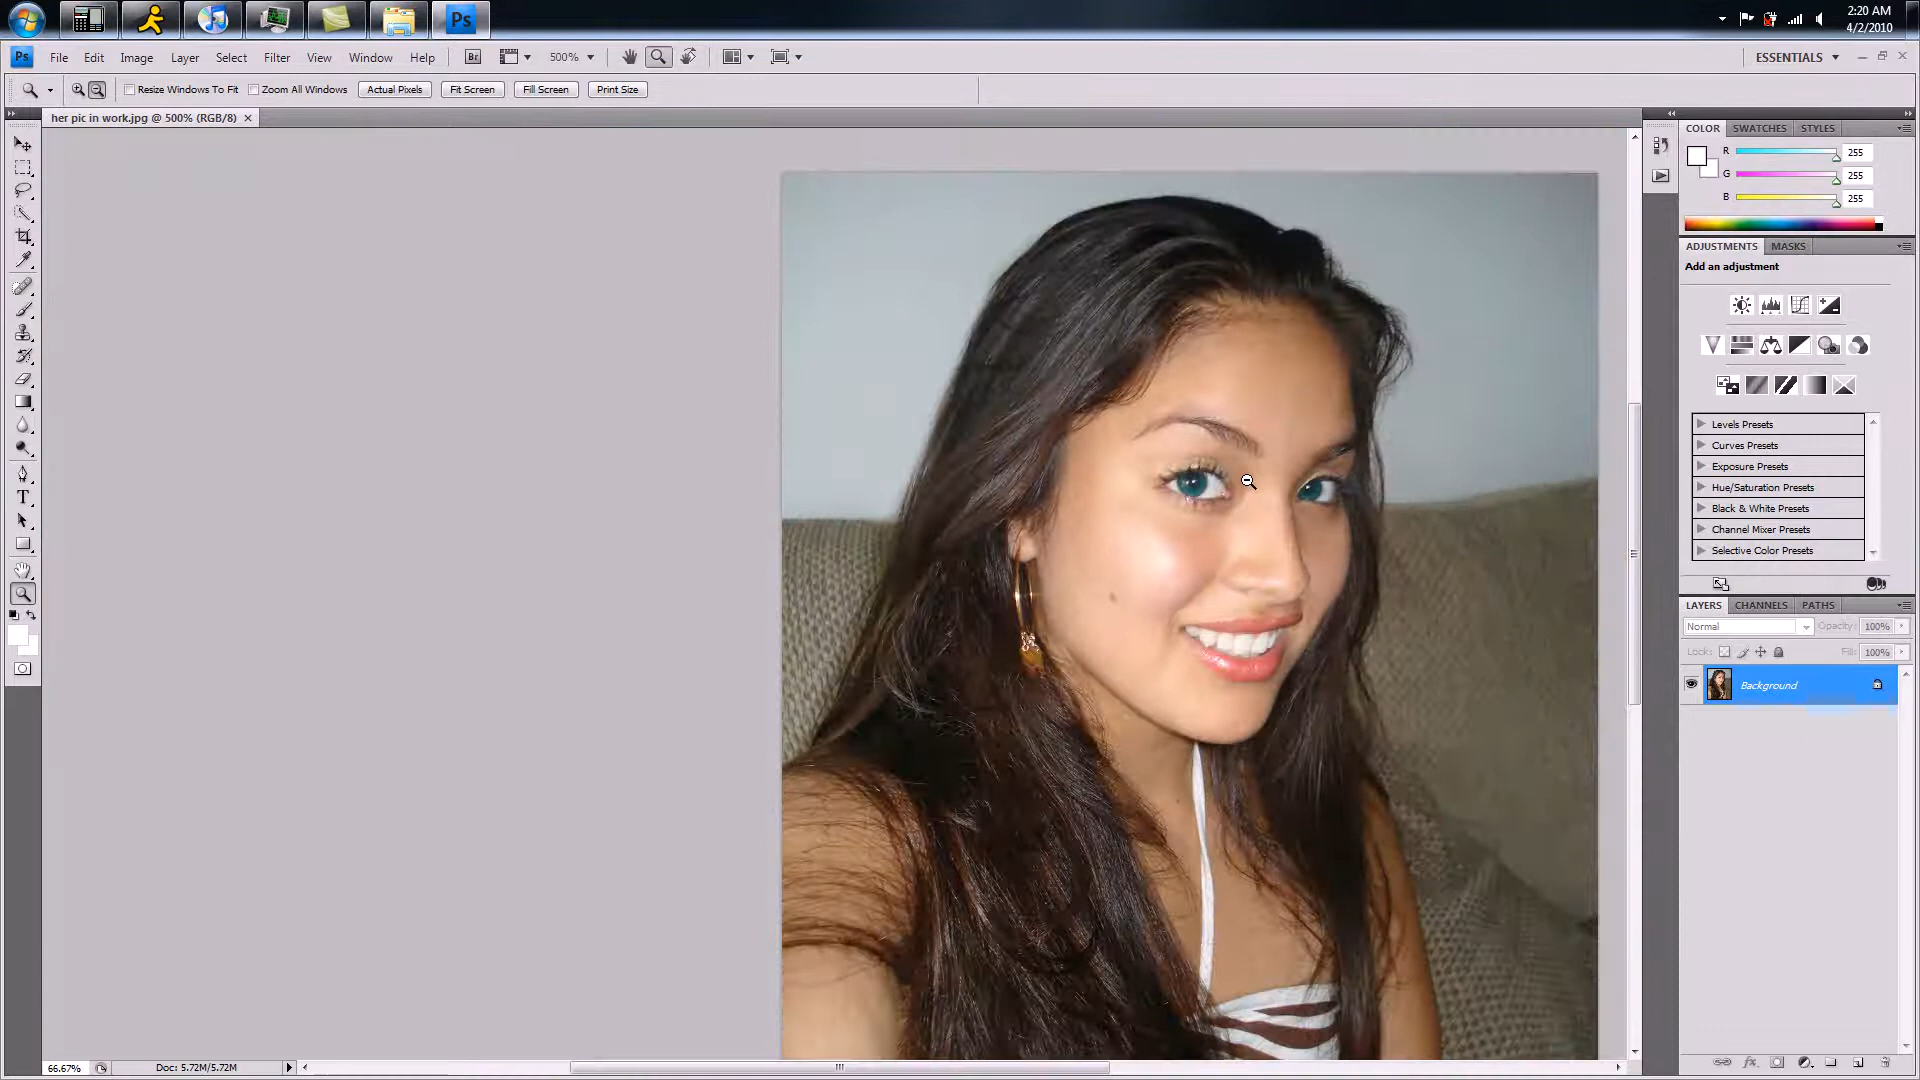 Ps
2:20 AM
4/2/2010
Ps File Edit Image Layer Select Filter View Window Help Br 500% ESSENTIALS
Resize Windows To Fit Zoom All Windows Actual Pixels Fit Screen Fill Screen Print Size
her pic in work.jpg @ 500% (RGB/8)
COLOR SWATCHES STYLES
R 255
G 255
B 255
ADJUSTMENTS MASKS
Add an adjustment
Levels Presets
Curves Presets
Exposure Presets
Hue/Saturation Presets
Black & White Presets
Channel Mixer Presets
Selective Color Presets
T
LAYERS CHANNELS PATHS
Normal Opacity: 100%
Lock: Fill: 100%
Background
fx
66.67% Doc: 5.72M/5.72M